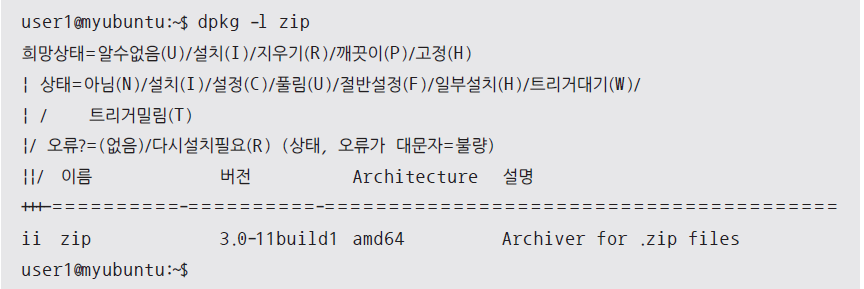 user1@myubuntu:~$ dpkg -l zip
희망상태=알수없음(U)/설치(I)/지우기(R)/깨끗이(P)/고정(H)
| 상태=아님(N)/설치(I)/설정(C)/풀림(U)/절반설정(F)/일부설치(H)/트리거대기(W)/
| /    트리거밀림(T)
|/ 오류?=(없음)/다시설치필요(R) (상태, 오류가 대문자=불량)
||/ 이름          버전          Architecture  설명
+++-==========-==========-========================================
ii  zip          3.0-11build1 amd64        Archiver for .zip files
user1@myubuntu:~$